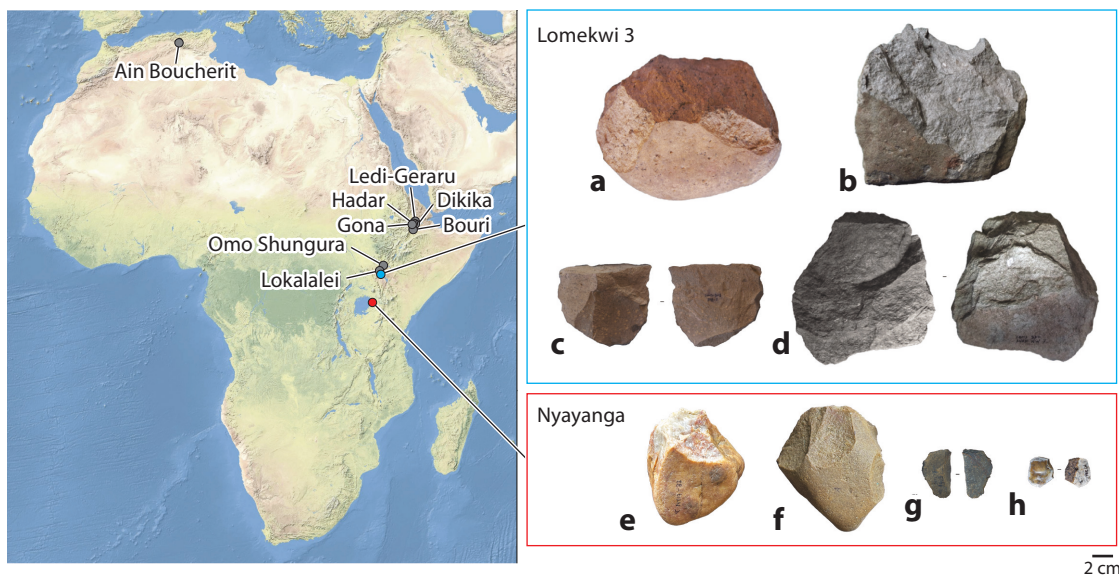 Ain Boucherit
Ledi-Geraru
Hadar
Dikika
Gona
Bouri
Omo Shungura
Lokalalei
Lomekwi 3
a
b
c
d
Nyayanga
e
f
g
h
2 cm